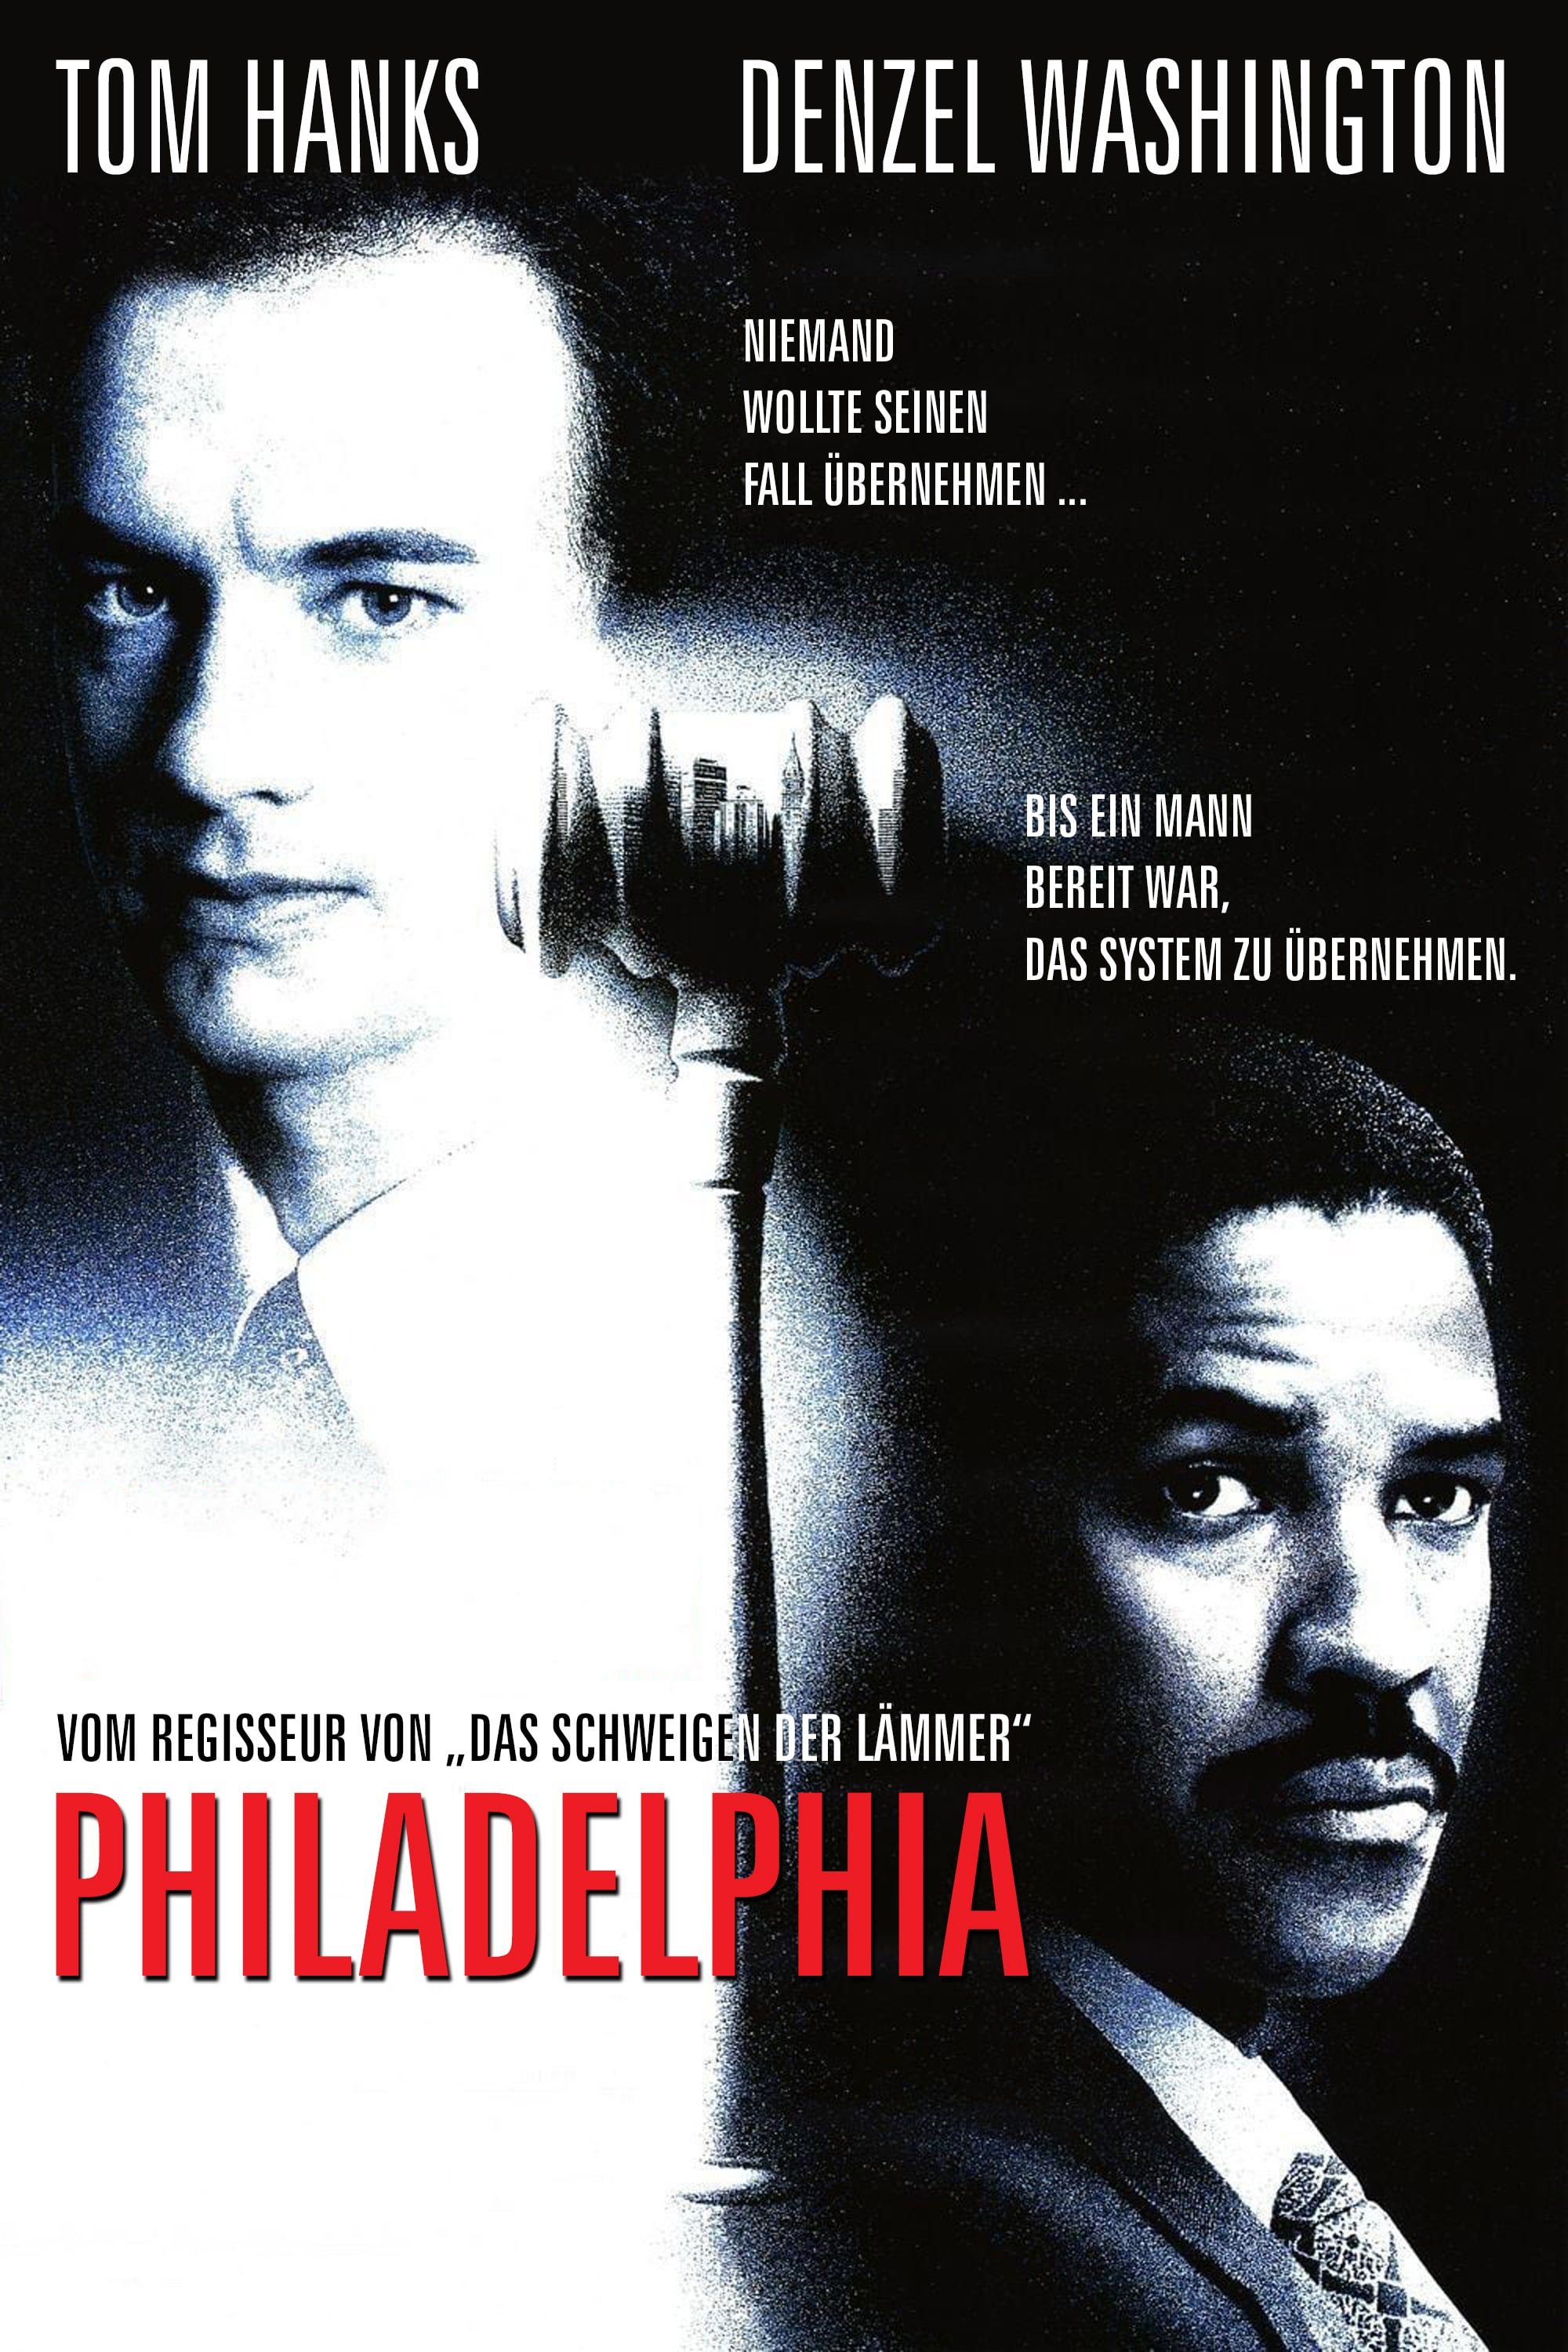 TOM HANKS
DENZEL WASHINGTON
NIEMAND
WOLLTE SEINEN
FALL ÜBERNEHMEN ...
BIS EIN MANN
BEREIT WAR,
DAS SYSTEM ZU ÜBERNEHMEN.
VOM REGISSEUR VON „DAS SCHWEIGEN DER LÄMMER“
PHILADELPHIA